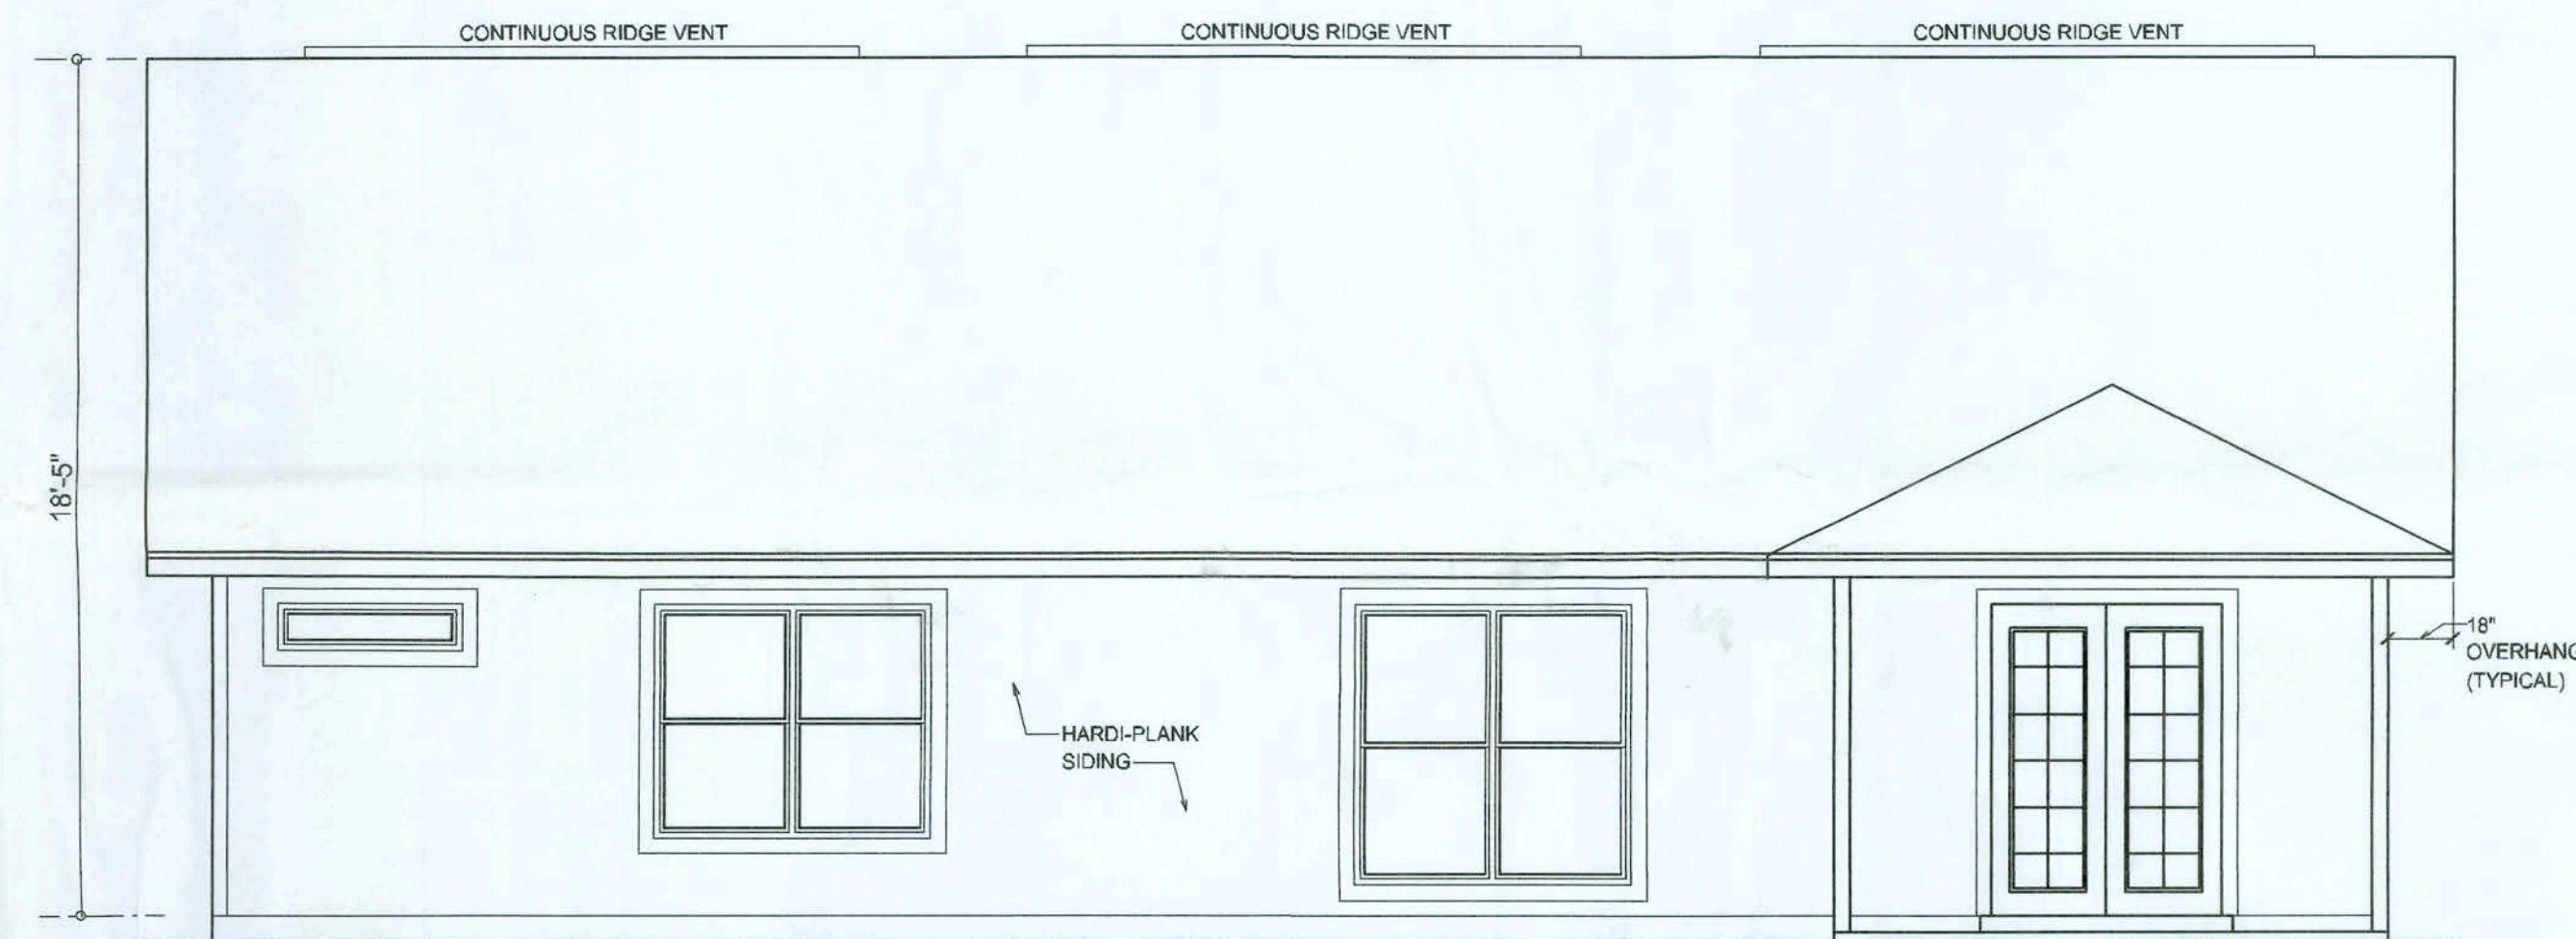 CONTINUOUS RIDGE VENT
CONTINUOUS RIDGE VENT
CONTINUOUS RIDGE VENT
18'-5"
18"
OVERHANG
(TYPICAL)
HARDI-PLANK
SIDING